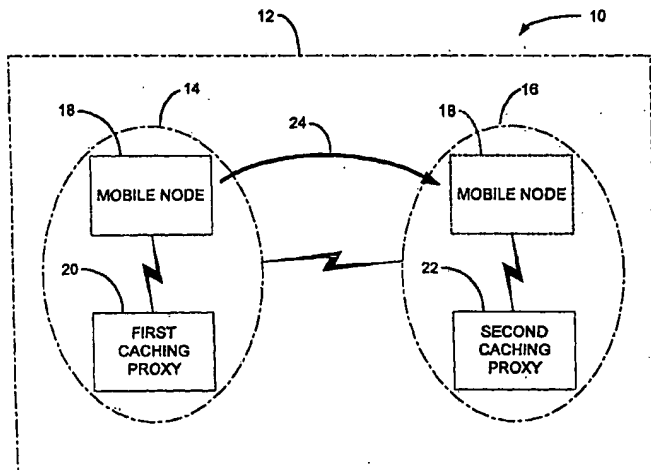 12
10
14
16
18
24
18
MOBILE NODE
MOBILE NODE
20
22
FIRST
CACHING
PROXY
SECOND
CACHING
PROXY